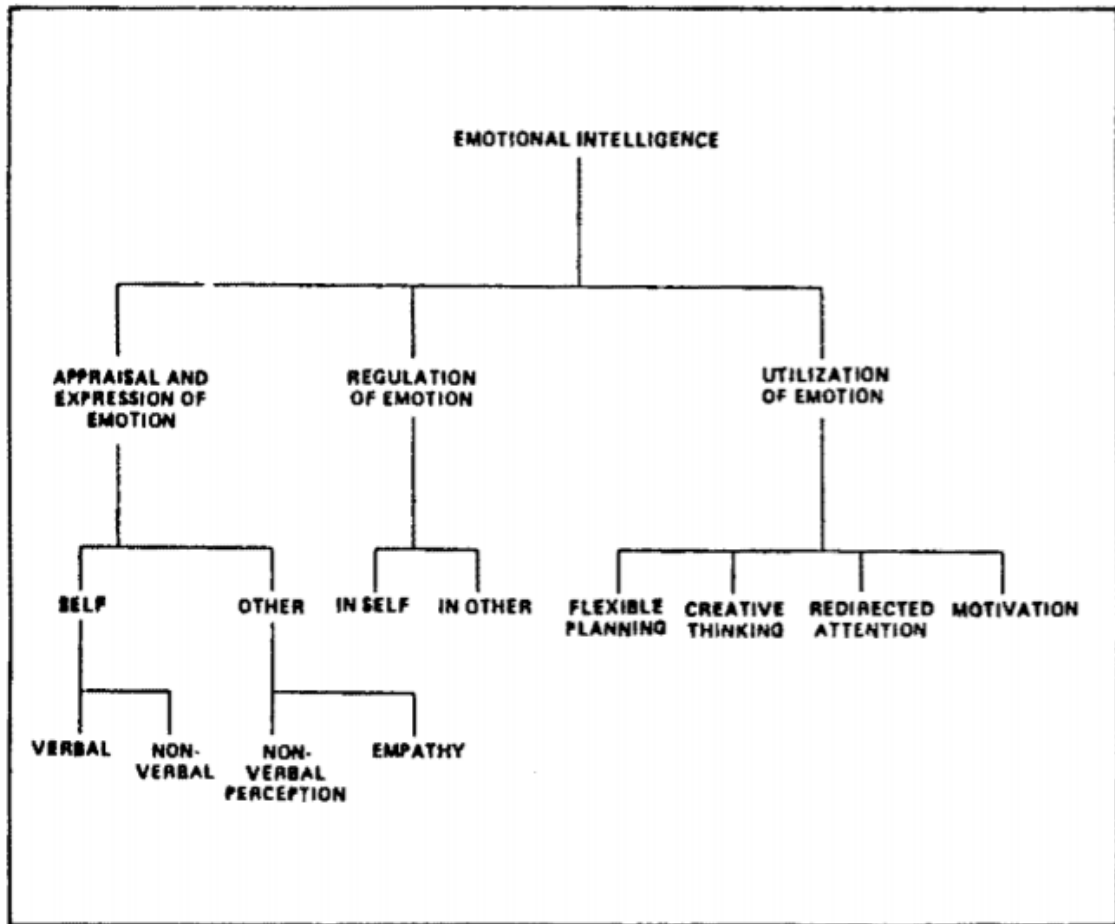 EMOTIONAL INTELLIGENCE
APPRAISAL AND
EXPRESSION OF
EMOTION
REGULATION
OF EMOTION
UTILIZATION
OF EMOTION
SELF
OTHER
IN SELF
IN OTHER
FLEXIBLE
PLANNING
CREATIVE
THINKING
REDIRECTED
ATTENTION
MOTIVATION
VERBAL
NON-
VERBAL
NON-
VERBAL
PERCEPTION
EMPATHY